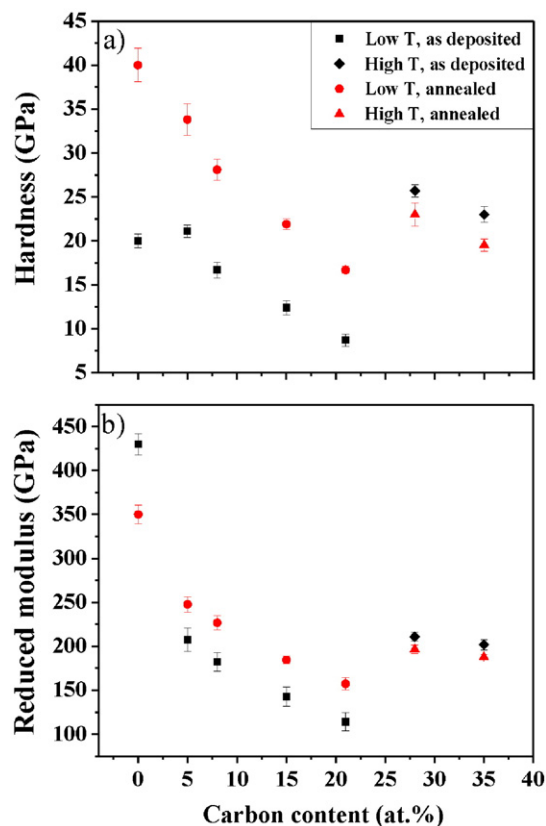 a)
Low T, as deposited
High T, as deposited
Low T, annealed
High T, annealed
Hardness (GPa)
45
40
35
30
25
20
15
10
5
b)
Reduced modulus (GPa)
450
400
350
300
250
200
150
100
0 5 10 15 20 25 30 35 40
Carbon content (at.%)